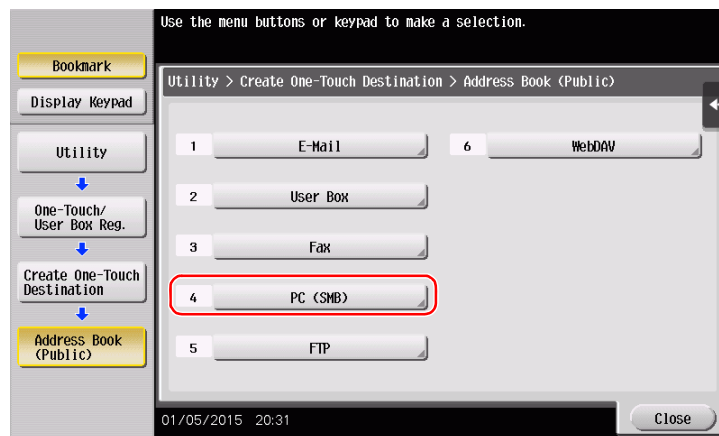 Use the menu buttons or keypad to make a selection.
Bookmark
Display Keypad
Utility
One-Touch/
User Box Reg.
Create One-Touch
Destination
Address Book
(Public)
Utility > Create One-Touch Destination > Address Book (Public)
1 E-Mail
2 User Box
3 Fax
4 PC (SMB)
5 FTP
6 WebDAV
01/05/2015 20:31
Close